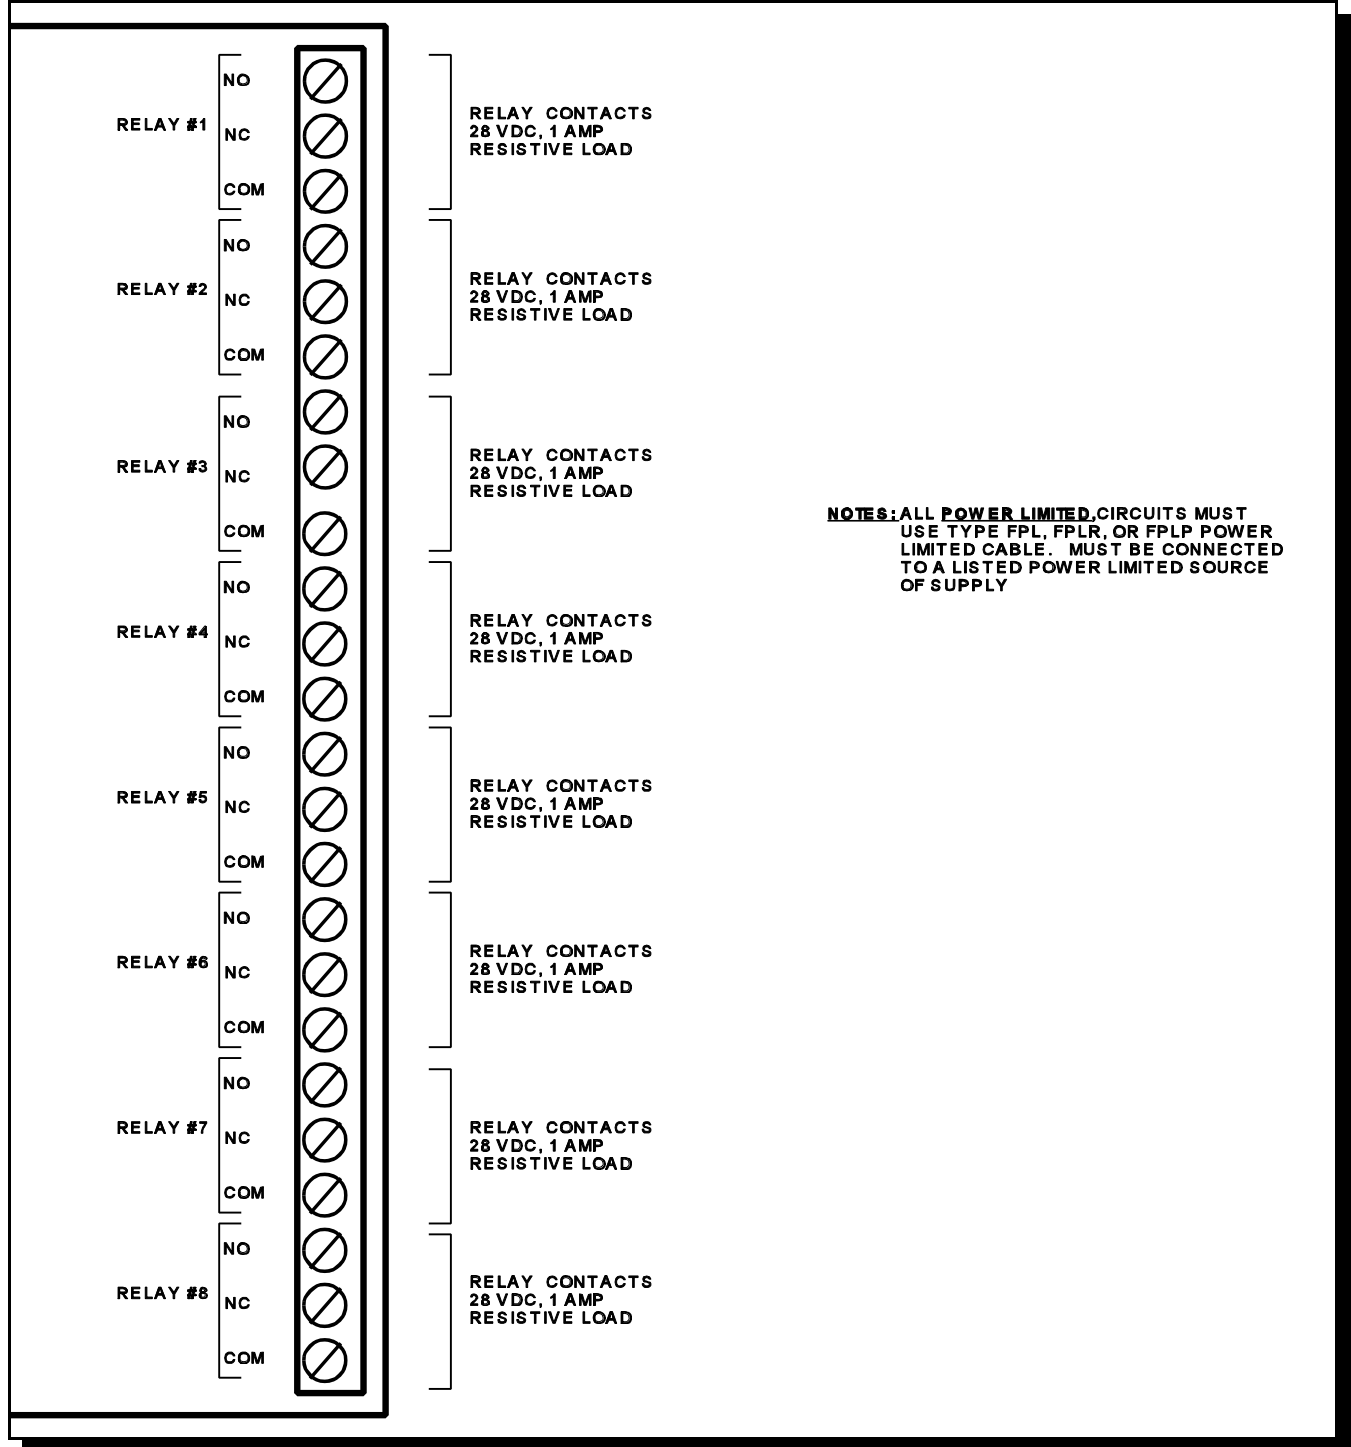 NO
RELAY #1
NC
COM
RELAY CONTACTS
28 VDC, 1 AMP
RESISTIVE LOAD
NO
RELAY #2
NC
COM
RELAY CONTACTS
28 VDC, 1 AMP
RESISTIVE LOAD
NO
RELAY #3
NC
COM
RELAY CONTACTS
28 VDC, 1 AMP
RESISTIVE LOAD
NOTES: ALL POWER LIMITED,CIRCUITS MUST
USE TYPE FPL, FPLR, OR FPLP POWER
LIMITED CABLE. MUST BE CONNECTED
TO A LISTED POWER LIMITED SOURCE
OF SUPPLY
NO
RELAY #4
NC
COM
RELAY CONTACTS
28 VDC, 1 AMP
RESISTIVE LOAD
NO
RELAY #5
NC
COM
RELAY CONTACTS
28 VDC, 1 AMP
RESISTIVE LOAD
NO
RELAY #6
NC
COM
RELAY CONTACTS
28 VDC, 1 AMP
RESISTIVE LOAD
NO
RELAY #7
NC
COM
RELAY CONTACTS
28 VDC, 1 AMP
RESISTIVE LOAD
NO
RELAY #8
NC
COM
RELAY CONTACTS
28 VDC, 1 AMP
RESISTIVE LOAD